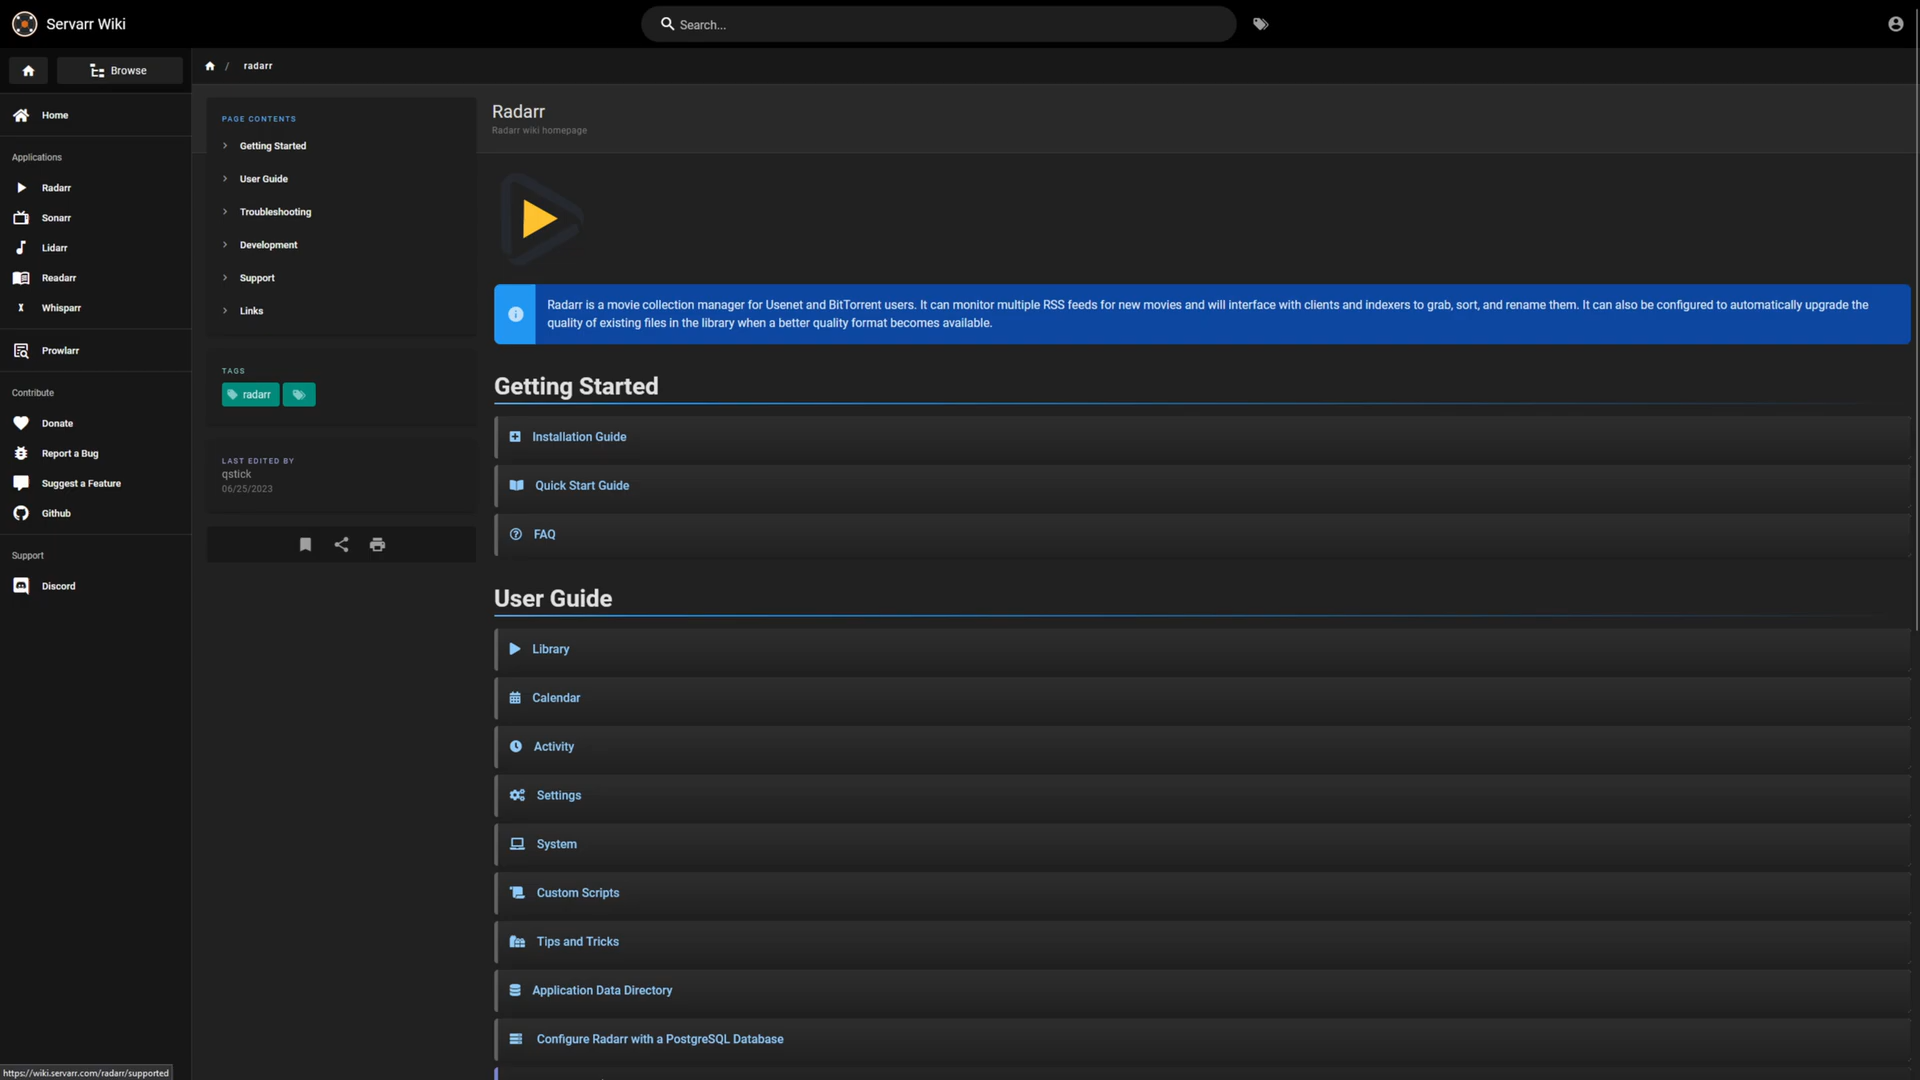 Servarr Wiki
Search...
Browse
radarr
Home
Applications
Radarr
Sonarr
Lidarr
Readarr
Whisparr
Prowlarr
Contribute
Donate
Report a Bug
Suggest a Feature
Github
Support
Discord
PAGE CONTENTS
Getting Started
User Guide
Troubleshooting
Development
Support
Links
TAGS
radarr
LAST EDITED BY
qstick
06/25/2023
Radarr
Radarr wiki homepage
Radarr is a movie collection manager for Usenet and BitTorrent users. It can monitor multiple RSS feeds for new movies and will interface with clients and indexers to grab, sort, and rename them. It can also be configured to automatically upgrade the
quality of existing files in the library when a better quality format becomes available.
Getting Started
Installation Guide
Quick Start Guide
FAQ
User Guide
Library
Calendar
Activity
Settings
System
Custom Scripts
Tips and Tricks
Application Data Directory
Configure Radarr with a PostgreSQL Database
https://wiki.servarr.com/radarr/supported